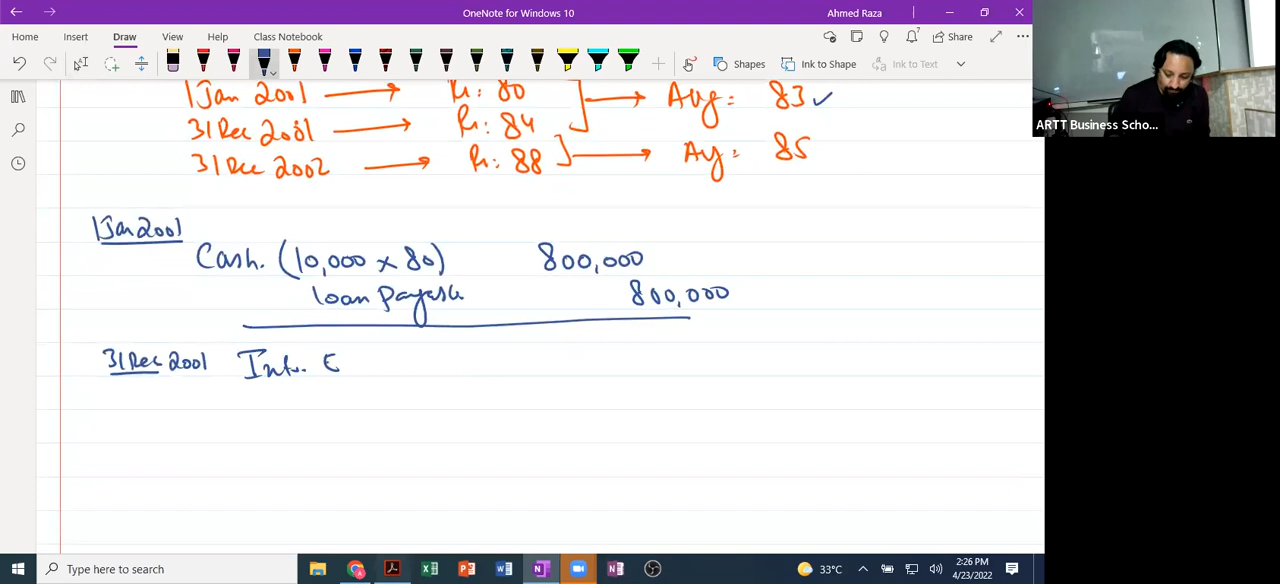 OneNote for Windows 10
Ahmed Raza
Home Insert Draw View Help Class Notebook
Share
Shapes Ink to Shape Ink to Text
1 Jan 2001 → R: 80
Avg = 83 ✓
31 Dec 2001 → R: 84
31 Dec 2002 → R: 88 → Ag = 85
1 Jan 2001
Cash. (10,000 × 80) 800,000
loan Payable 800,000
31 Dec 2001 Intr. E
ARTT Business Scho...
Type here to search
33°C
2:26 PM
4/23/2022